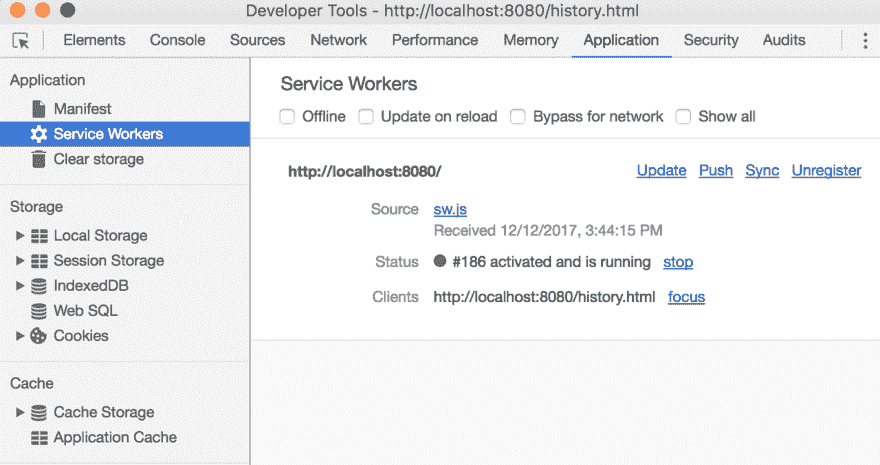 Developer Tools - http://localhost:8080/history.html
Elements Console Sources Network Performance Memory Application Security Audits
Application
Manifest
Service Workers
Clear storage
Storage
Local Storage
Session Storage
IndexedDB
Web SQL
Cookies
Cache
Cache Storage
Application Cache
Service Workers
Offline Update on reload Bypass for network Show all
http://localhost:8080/ Update Push Sync Unregister
Source sw.js
Received 12/12/2017, 3:44:15 PM
Status #186 activated and is running stop
Clients http://localhost:8080/history.html focus